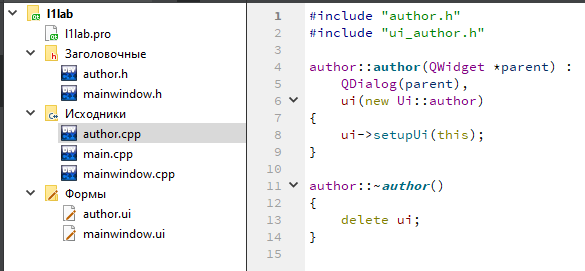 l1lab
l1lab.pro
Заголовочные
author.h
mainwindow.h
Исходники
author.cpp
main.cpp
mainwindow.cpp
Формы
author.ui
mainwindow.ui
1 #include "author.h"
2 #include "ui_author.h"
3
4 author::author(QWidget *parent) :
5     QDialog(parent),
6     ui(new Ui::author)
7 {
8     ui->setupUi(this);
9 }
10
11 author::~author()
12 {
13     delete ui;
14 }
15